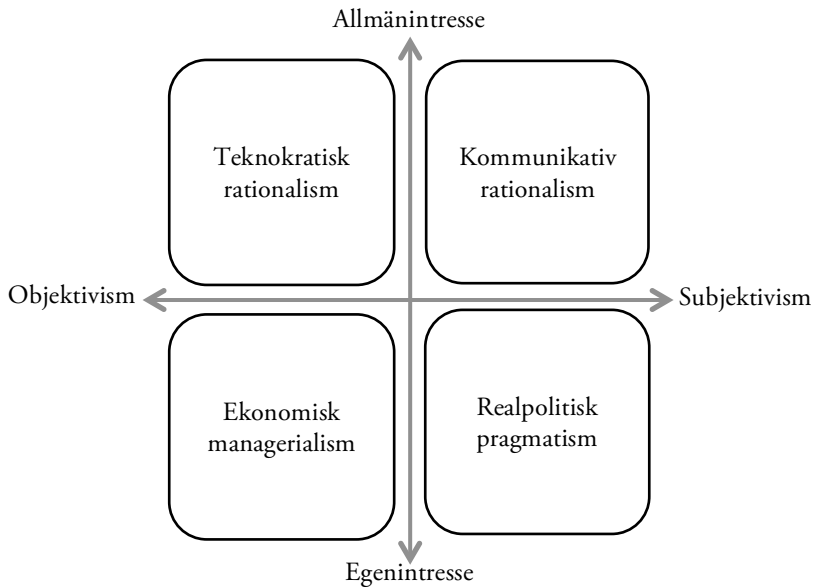 Allmänintresse
Teknokratisk
rationalism
Kommunikativ
rationalism
Objektivism
Subjektivism
Ekonomisk
managerialism
Realpolitisk
pragmatism
Egenintresse